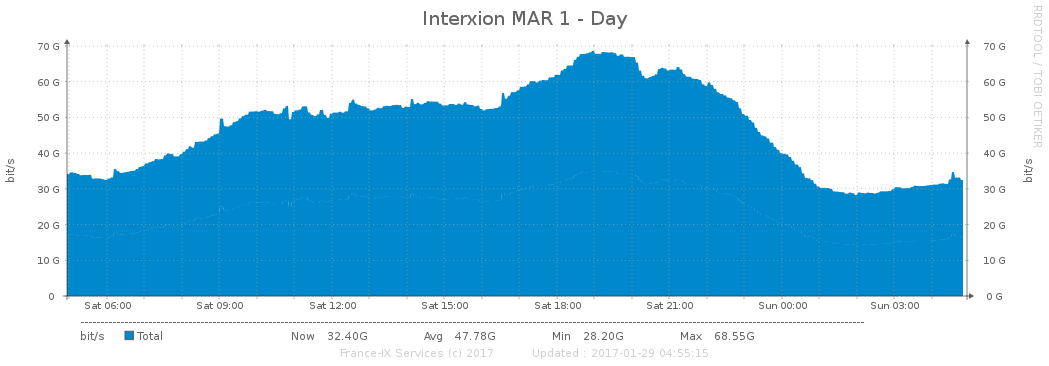 Interxion MAR 1 - Day
RRDTOOL / TOBI OETIKER
bit/s
bit/s
70 G 70 G
60 G 60 G
50 G 50 G
40 G 40 G
30 G 30 G
20 G 20 G
10 G 10 G
0 0 G
Sat 06:00 Sat 09:00 Sat 12:00 Sat 15:00 Sat 18:00 Sat 21:00 Sun 00:00 Sun 03:00
bit/s Total Now 32.40G Avg 47.78G Min 28.20G Max 68.55G
France-IX Services (c) 2017 Updated : 2017-01-29 04:55:15